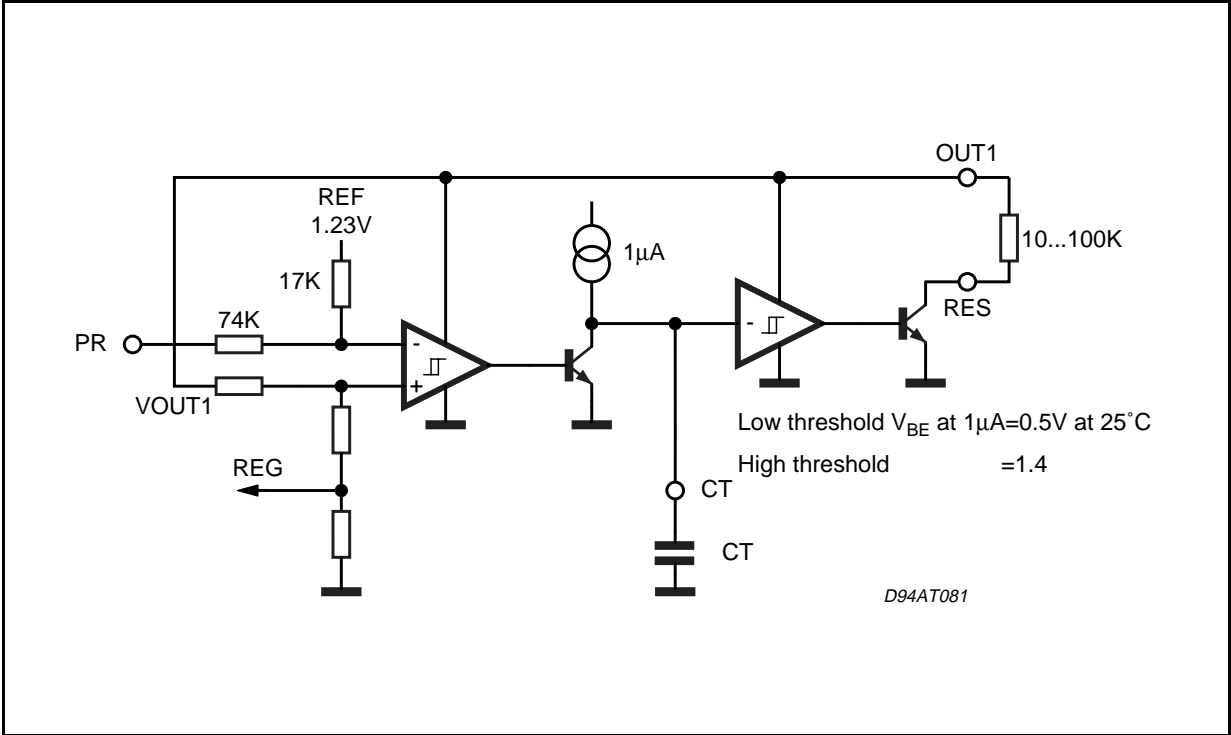 OUT1
REF
1.23V
10...100K
1μA
17K
RES
74K
PR
-
-
+
VOUT1
Low threshold VBE at 1μA=0.5V at 25˚C
High threshold =1.4
REG
CT
CT
D94AT081